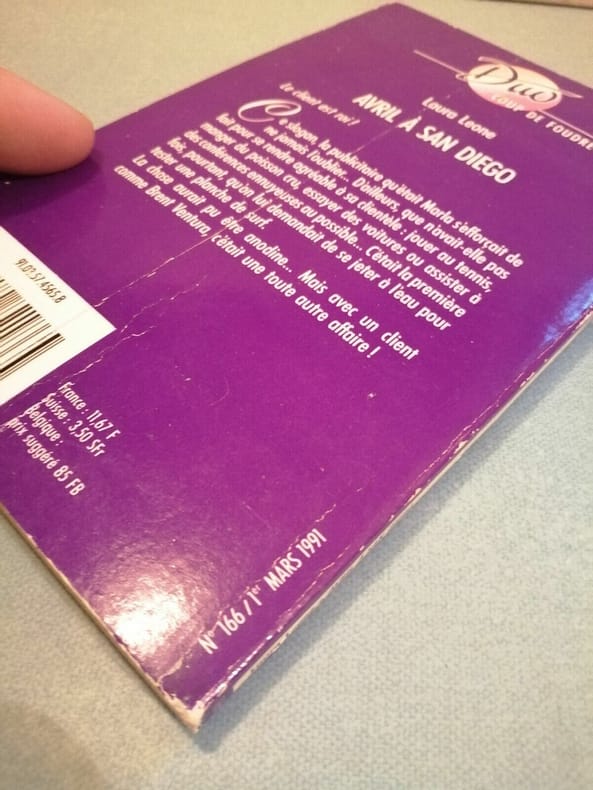 Duo
COUP DE FOUDRE
Laura Leone
AVRIL À SAN DIEGO
Le client est roi !
Ce slogan, la publicitaire qu'était Marla s'efforçait de
ne jamais l'oublier... D'ailleurs, que n'avait-elle pas
fait pour se rendre agréable à sa clientèle : jouer au tennis,
manger du poisson cru, essayer des voitures ou assister à
des conférences ennuyeuses au possible... C'était la première
fois, pourtant, qu'on lui demandait de se jeter à l'eau pour
tester une planche de surf.
La chose aurait pu être anodine... Mais avec un client
comme Brent Ventura, c'était une toute autre affaire !
France : 11,67 F
Suisse : 3,50 Sfr
Belgique :
prix suggéré 85 FB
N° 166 / 1er MARS 1991